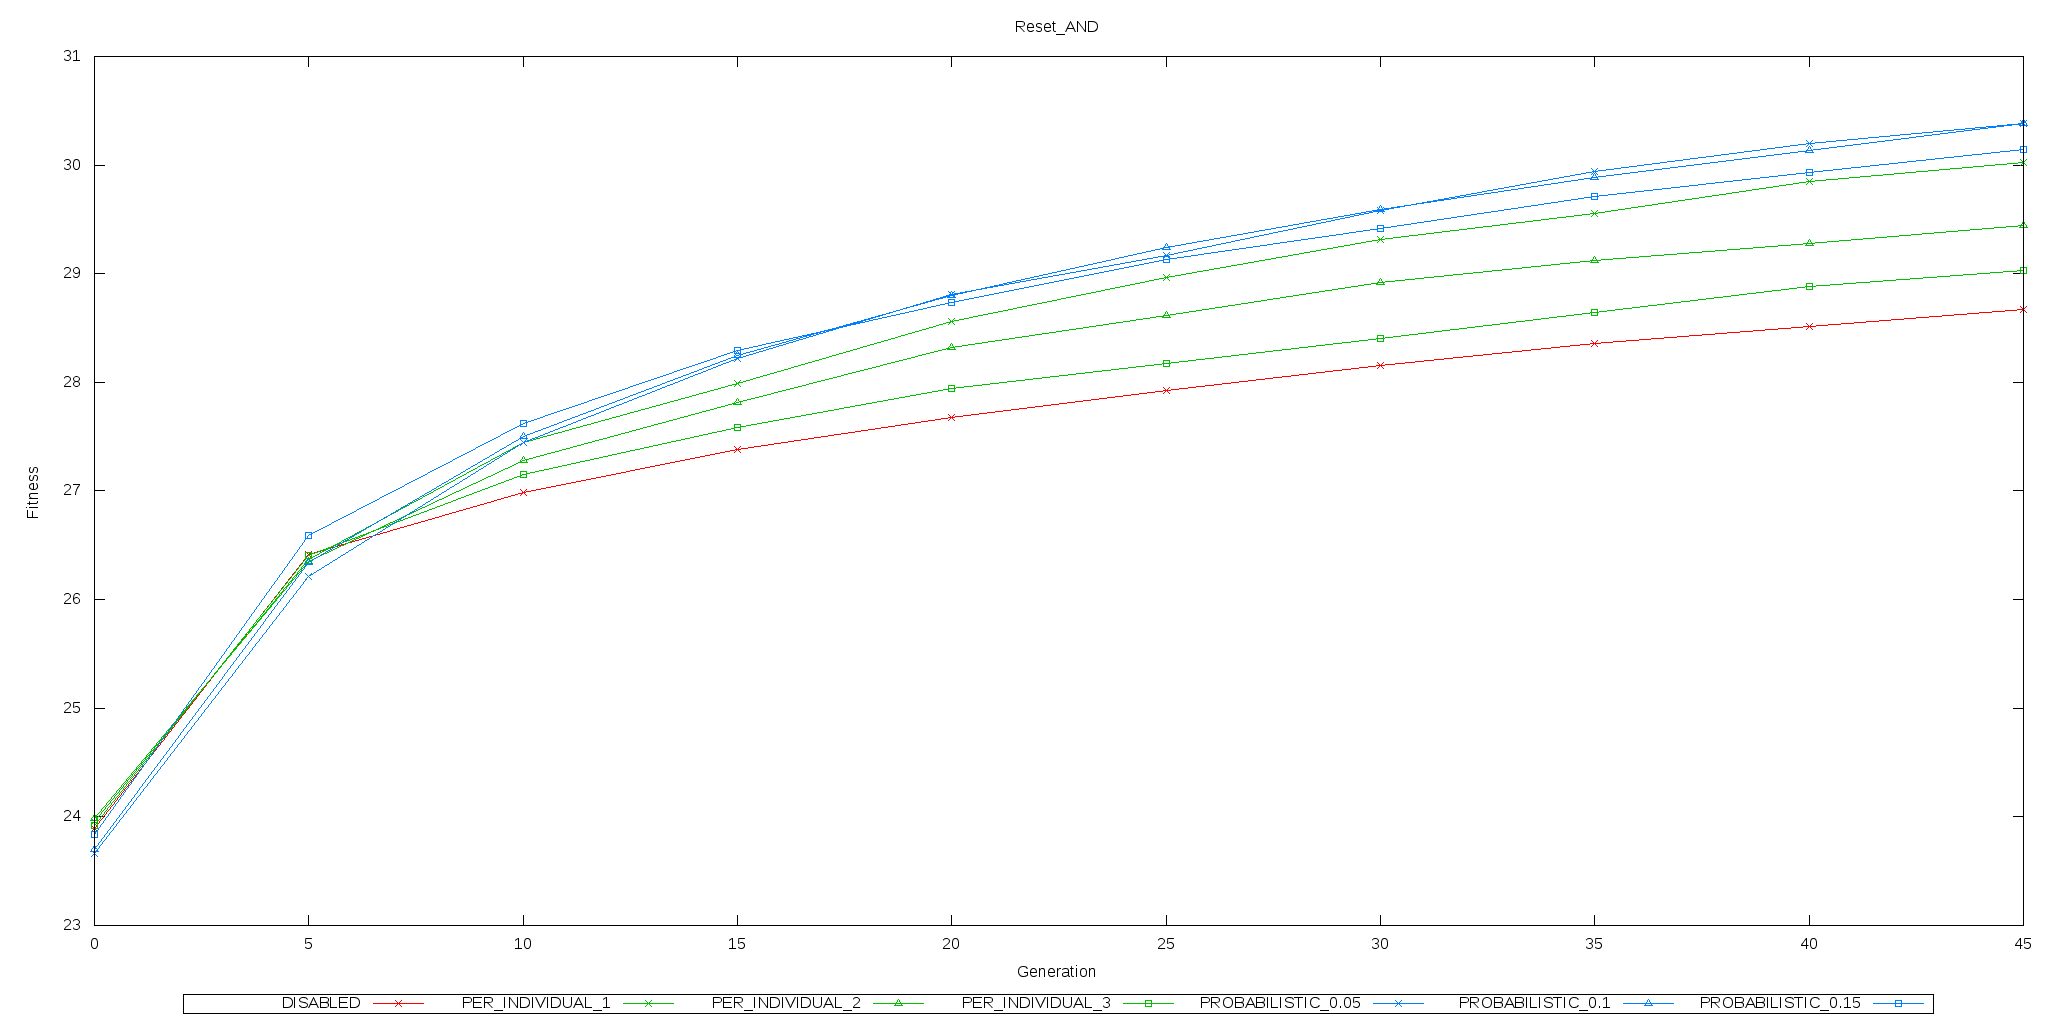 Reset_AND
31
30
29
28
27
26
25
24
23
Fitness
0 5 10 15 20 25 30 35 40 45
Generation
DISABLED PER_INDIVIDUAL_1 PER_INDIVIDUAL_2 PER_INDIVIDUAL_3 PROBABILISTIC_0.05 PROBABILISTIC_0.1 PROBABILISTIC_0.15